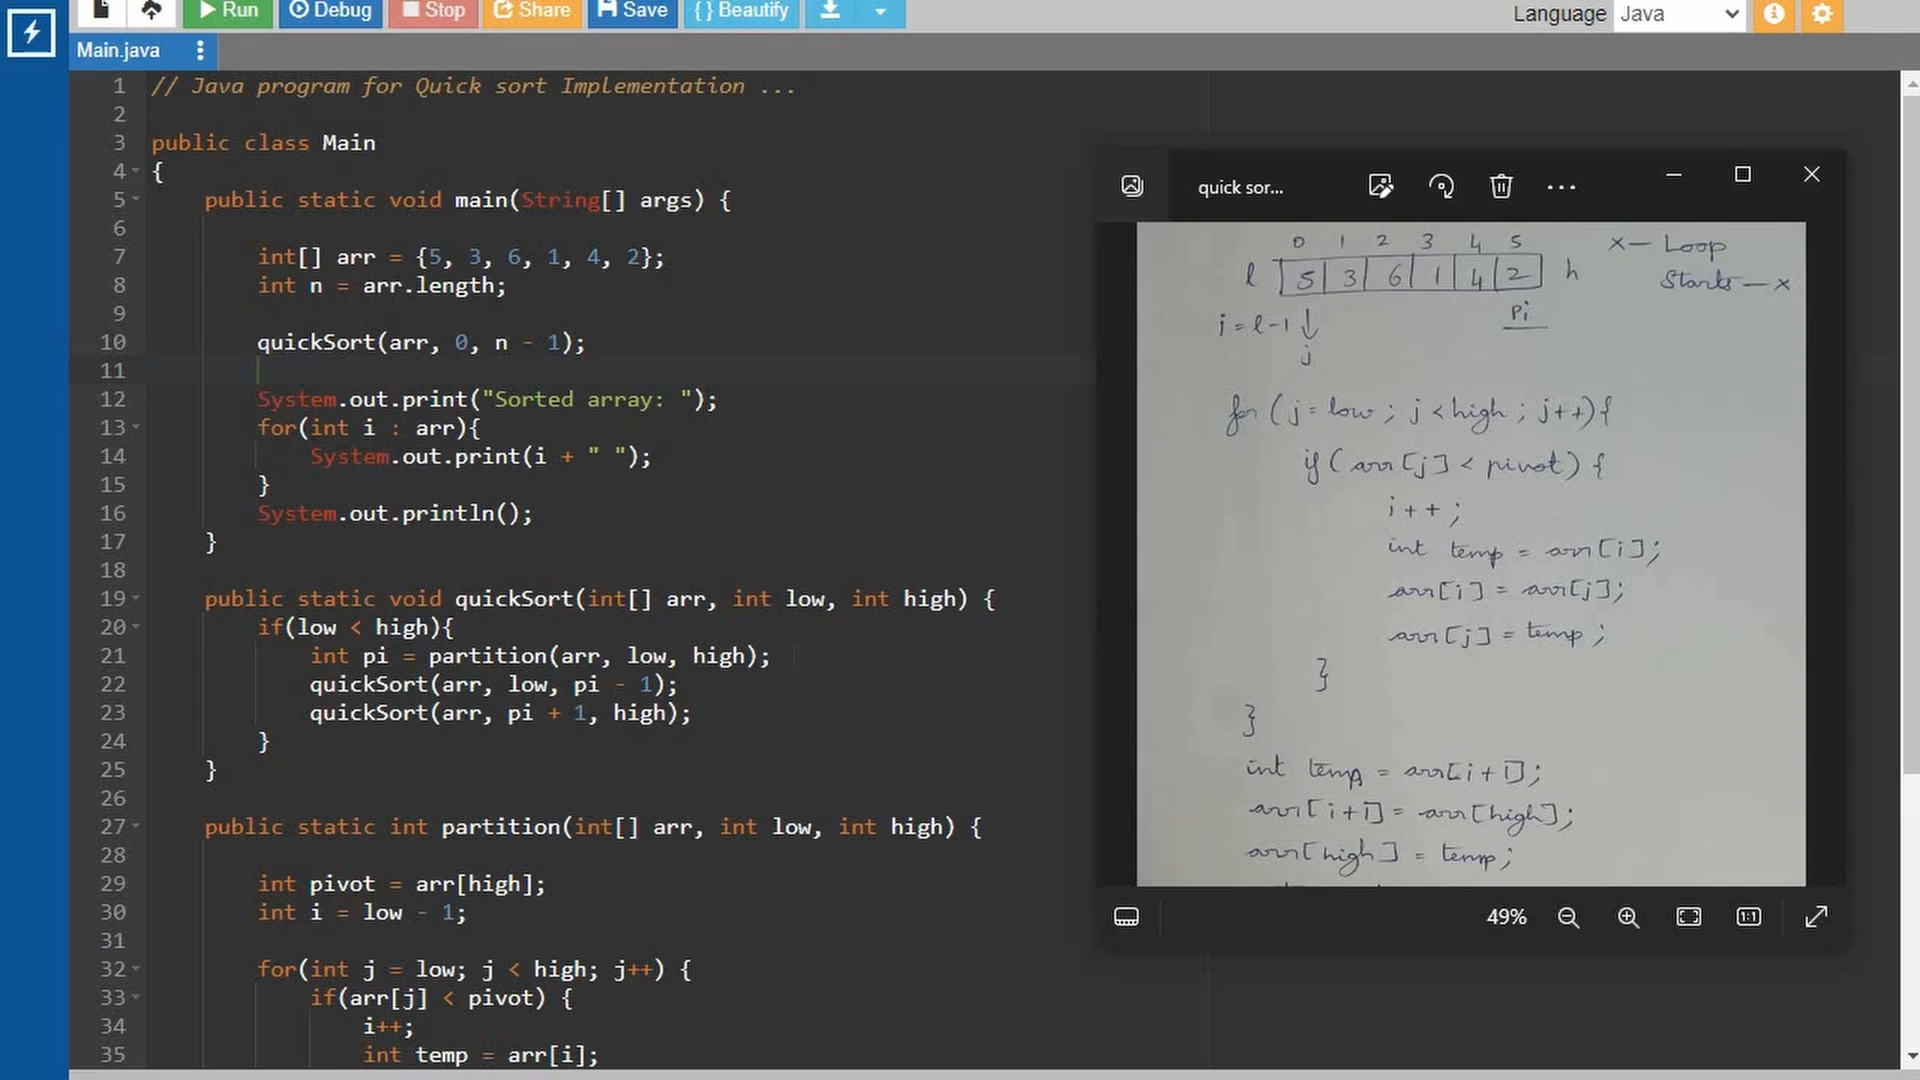 Run Debug Stop Share Save { } Beautify
Language Java
Main.java
1 // Java program for Quick sort Implementation ...
2
3 public class Main
4 {
5 public static void main(String[] args) {
6
7 int[] arr = {5, 3, 6, 1, 4, 2};
8 int n = arr.length;
9
10 quickSort(arr, 0, n - 1);
11
12 System.out.print("Sorted array: ");
13 for(int i : arr){
14 System.out.print(i + " ");
15 }
16 System.out.println();
17 }
18
19 public static void quickSort(int[] arr, int low, int high) {
20 if(low < high){
21 int pi = partition(arr, low, high);
22 quickSort(arr, low, pi - 1);
23 quickSort(arr, pi + 1, high);
24 }
25 }
26
27 public static int partition(int[] arr, int low, int high) {
28
29 int pivot = arr[high];
30 int i = low - 1;
31
32 for(int j = low; j < high; j++) {
33 if(arr[j] < pivot) {
34 i++;
35 int temp = arr[i];
quick sor...
0 1 2 3 4 5
x— Loop
l 5 3 6 1 4 2 h
Starts—x
i = l-1 ↓
Pi
j
for (j = low ; j < high ; j++){
if ( arr[j] < pivot) {
i++;
int temp = arr[i];
arr[i] = arr[j];
arr[j] = temp ;
}
}
int temp = arr[i+1];
arr[i+1] = arr[high];
arr[high] = temp;
49%
1:1